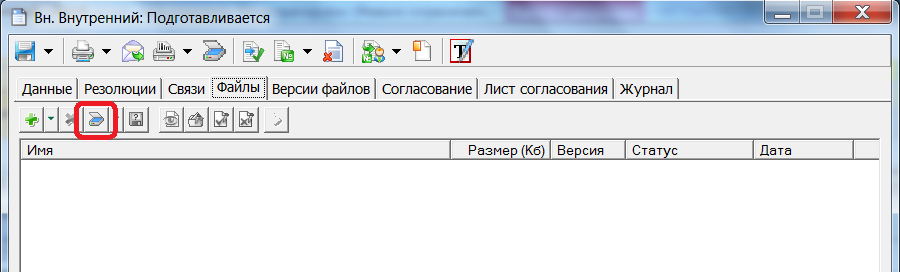 Вн. Внутренний: Подготавливается
Данные Резолюции Связи Файлы Версии файлов Согласование Лист согласования Журнал
Имя Размер (Кб) Версия Статус Дата